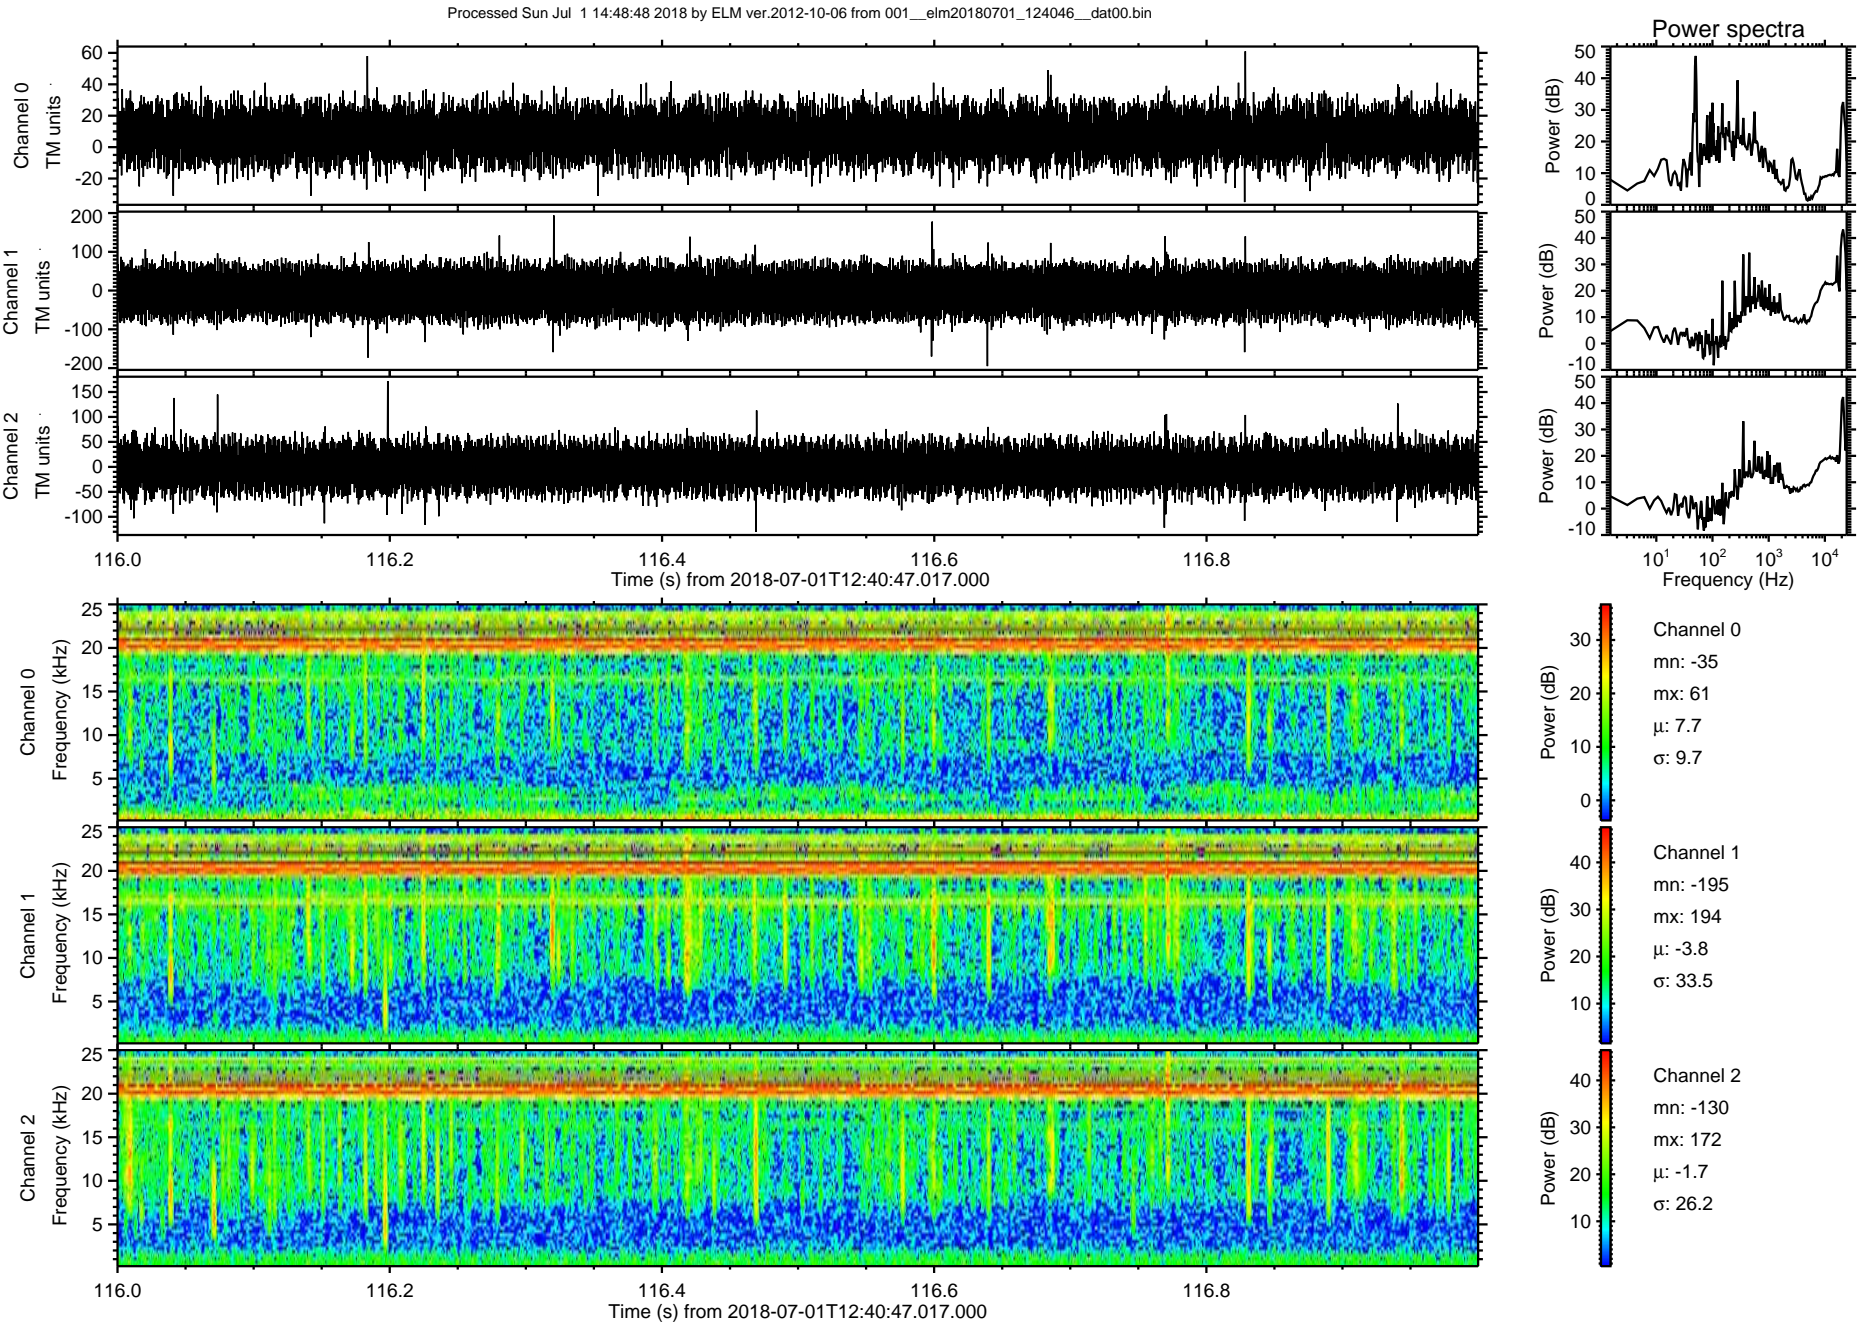 Processed Sun Jul 1 14:48:48 2018 by ELM ver.2012-10-06 from 001__elm20180701_124046__dat00.bin
Power spectra
Channel 0
TM units
60
40
20
0
-20
Power (dB)
50
40
30
20
10
0
Channel 1
TM units
200
100
0
-100
-200
Power (dB)
50
40
30
20
10
0
-10
Channel 2
TM units
150
100
50
0
-50
-100
Power (dB)
50
40
30
20
10
0
-10
116.0 116.2 116.4 116.6 116.8
Time (s) from 2018-07-01T12:40:47.017.000
10^1 10^2 10^3 10^4
Frequency (Hz)
Channel 0
Frequency (kHz)
25
20
15
10
5
Power (dB)
30
20
10
0
Channel 0
mn: -35
mx: 61
μ: 7.7
σ: 9.7
Channel 1
Frequency (kHz)
25
20
15
10
5
Power (dB)
40
30
20
10
Channel 1
mn: -195
mx: 194
μ: -3.8
σ: 33.5
Channel 2
Frequency (kHz)
25
20
15
10
5
Power (dB)
40
30
20
10
Channel 2
mn: -130
mx: 172
μ: -1.7
σ: 26.2
116.0 116.2 116.4 116.6 116.8
Time (s) from 2018-07-01T12:40:47.017.000